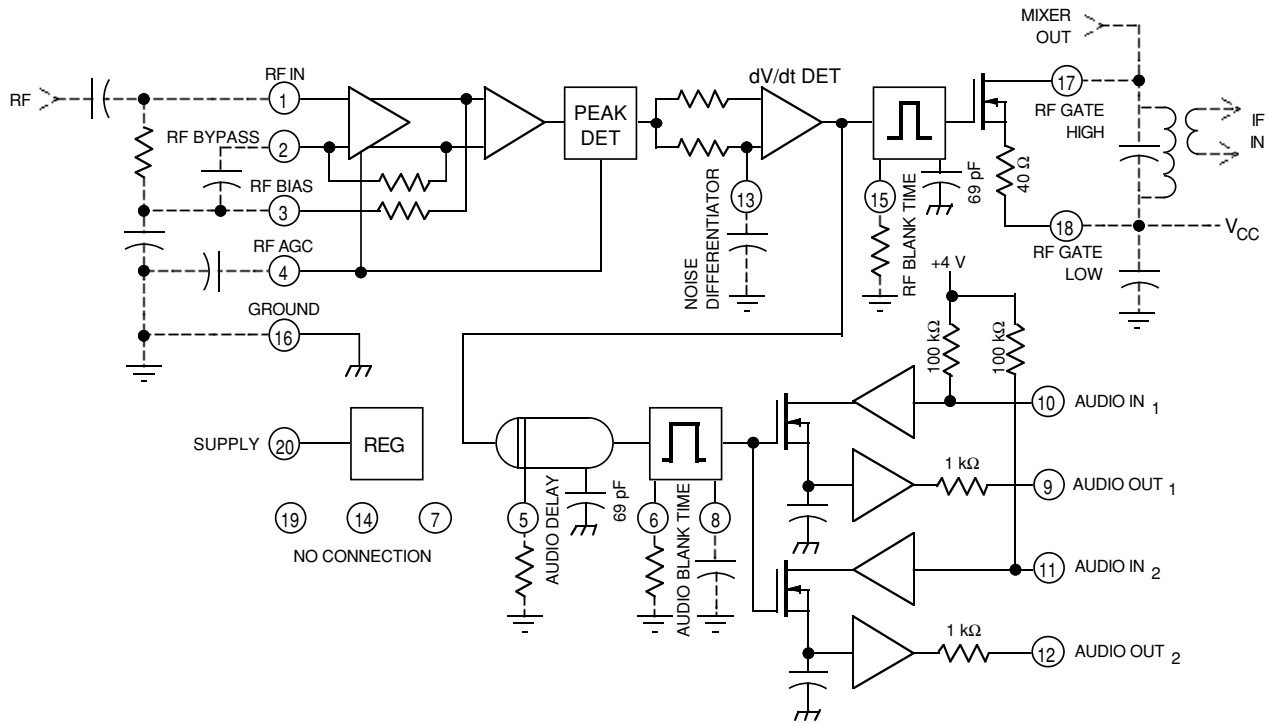 MIXER
OUT
RF
RF IN
1
RF BYPASS
2
RF BIAS
3
RF AGC
4
GROUND
16
PEAK
DET
dV/dt DET
13
NOISE
DIFFERENTIATOR
15
RF BLANK TIME
69 pF
40 Ω
17
RF GATE
HIGH
18
RF GATE
LOW
IF
IN
VCC
+4 V
100 kΩ
100 kΩ
SUPPLY
20
REG
19
14
7
NO CONNECTION
5
AUDIO DELAY
69 pF
6
AUDIO BLANK TIME
8
10
AUDIO IN 1
1 kΩ
9
AUDIO OUT 1
11
AUDIO IN 2
1 kΩ
12
AUDIO OUT 2